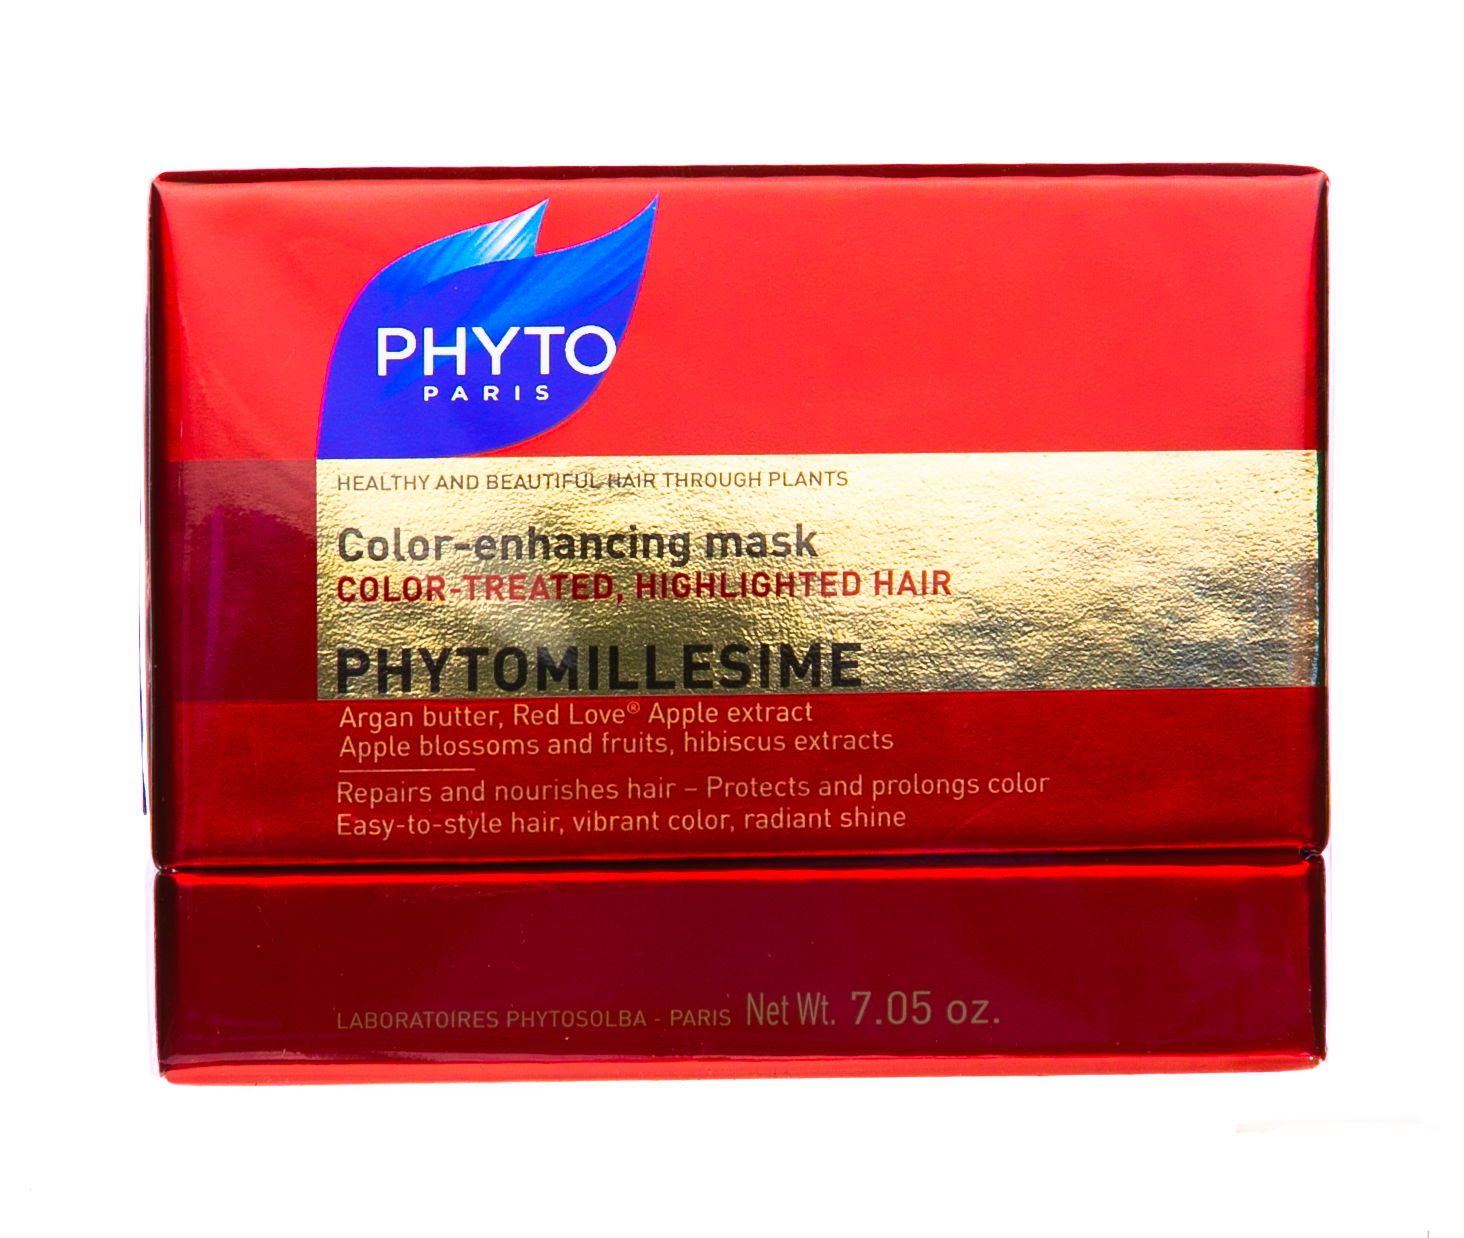 PHYTO
PARIS
HEALTHY AND BEAUTIFUL HAIR THROUGH PLANTS
Color-enhancing mask
COLOR-TREATED, HIGHLIGHTED HAIR
PHYTOMILLESIME
Argan butter, Red Love® Apple extract
Apple blossoms and fruits, hibiscus extracts
Repairs and nourishes hair – Protects and prolongs color
Easy-to-style hair, vibrant color, radiant shine
LABORATOIRES PHYTOSOLBA - PARIS Net Wt. 7.05 oz.